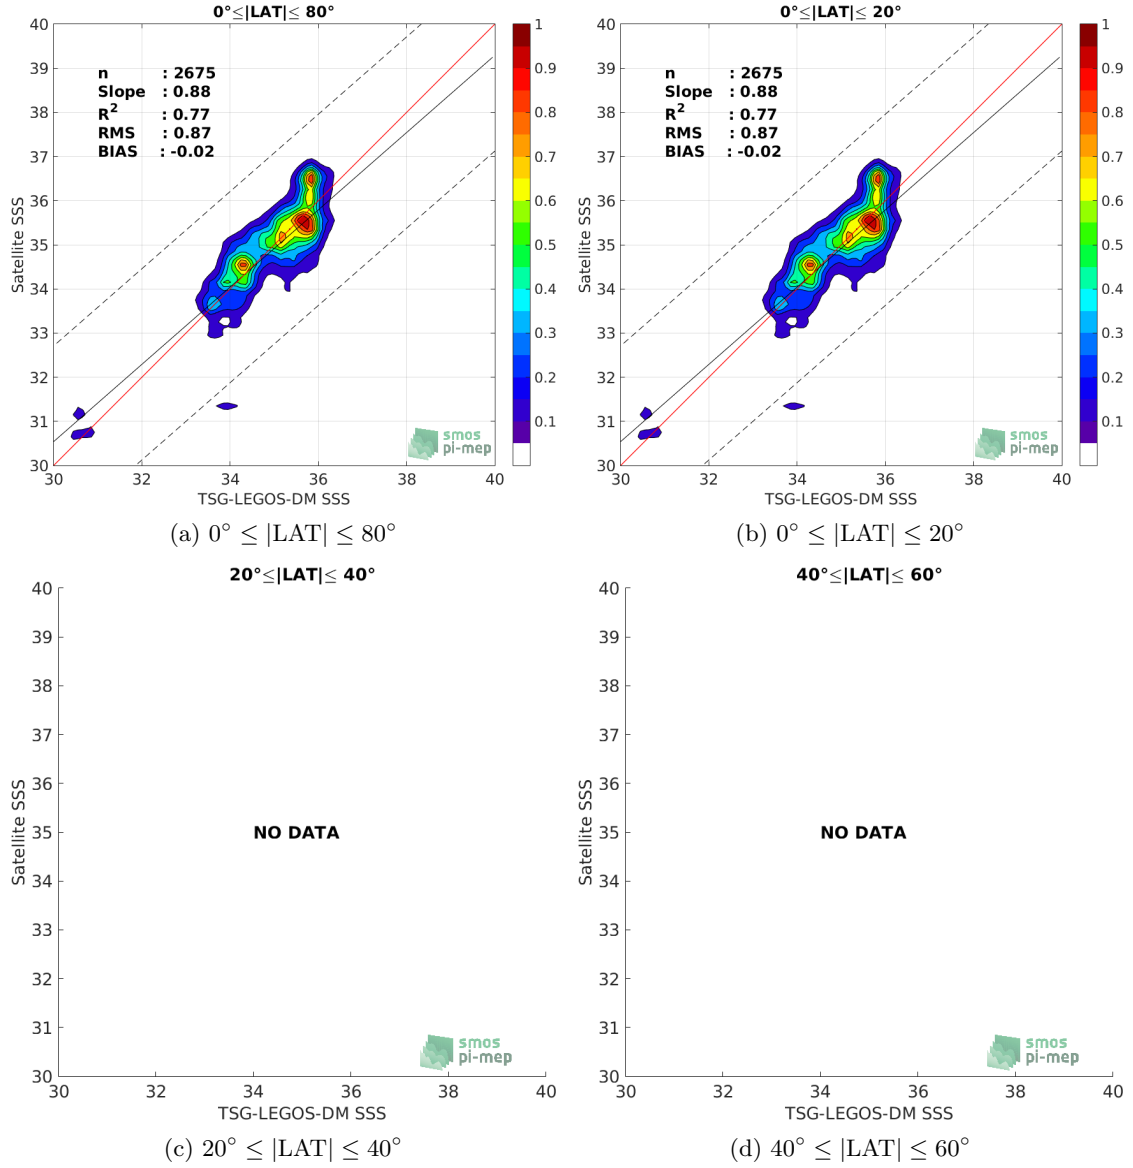 0°≤|LAT|≤ 80°
40
39
38
37
36
35
34
33
32
31
30
Satellite SSS
n : 2675
Slope : 0.88
R² : 0.77
RMS : 0.87
BIAS : -0.02
smos
pi-mep
30 32 34 36 38 40
TSG-LEGOS-DM SSS
1
0.9
0.8
0.7
0.6
0.5
0.4
0.3
0.2
0.1
(a) 0° ≤ |LAT| ≤ 80°
0°≤|LAT|≤ 20°
40
39
38
37
36
35
34
33
32
31
30
Satellite SSS
n : 2675
Slope : 0.88
R² : 0.77
RMS : 0.87
BIAS : -0.02
smos
pi-mep
30 32 34 36 38 40
TSG-LEGOS-DM SSS
1
0.9
0.8
0.7
0.6
0.5
0.4
0.3
0.2
0.1
(b) 0° ≤ |LAT| ≤ 20°
20°≤|LAT|≤ 40°
40
39
38
37
36
35
34
33
32
31
30
Satellite SSS
NO DATA
smos
pi-mep
30 32 34 36 38 40
TSG-LEGOS-DM SSS
(c) 20° ≤ |LAT| ≤ 40°
40°≤|LAT|≤ 60°
40
39
38
37
36
35
34
33
32
31
30
Satellite SSS
NO DATA
smos
pi-mep
30 32 34 36 38 40
TSG-LEGOS-DM SSS
(d) 40° ≤ |LAT| ≤ 60°